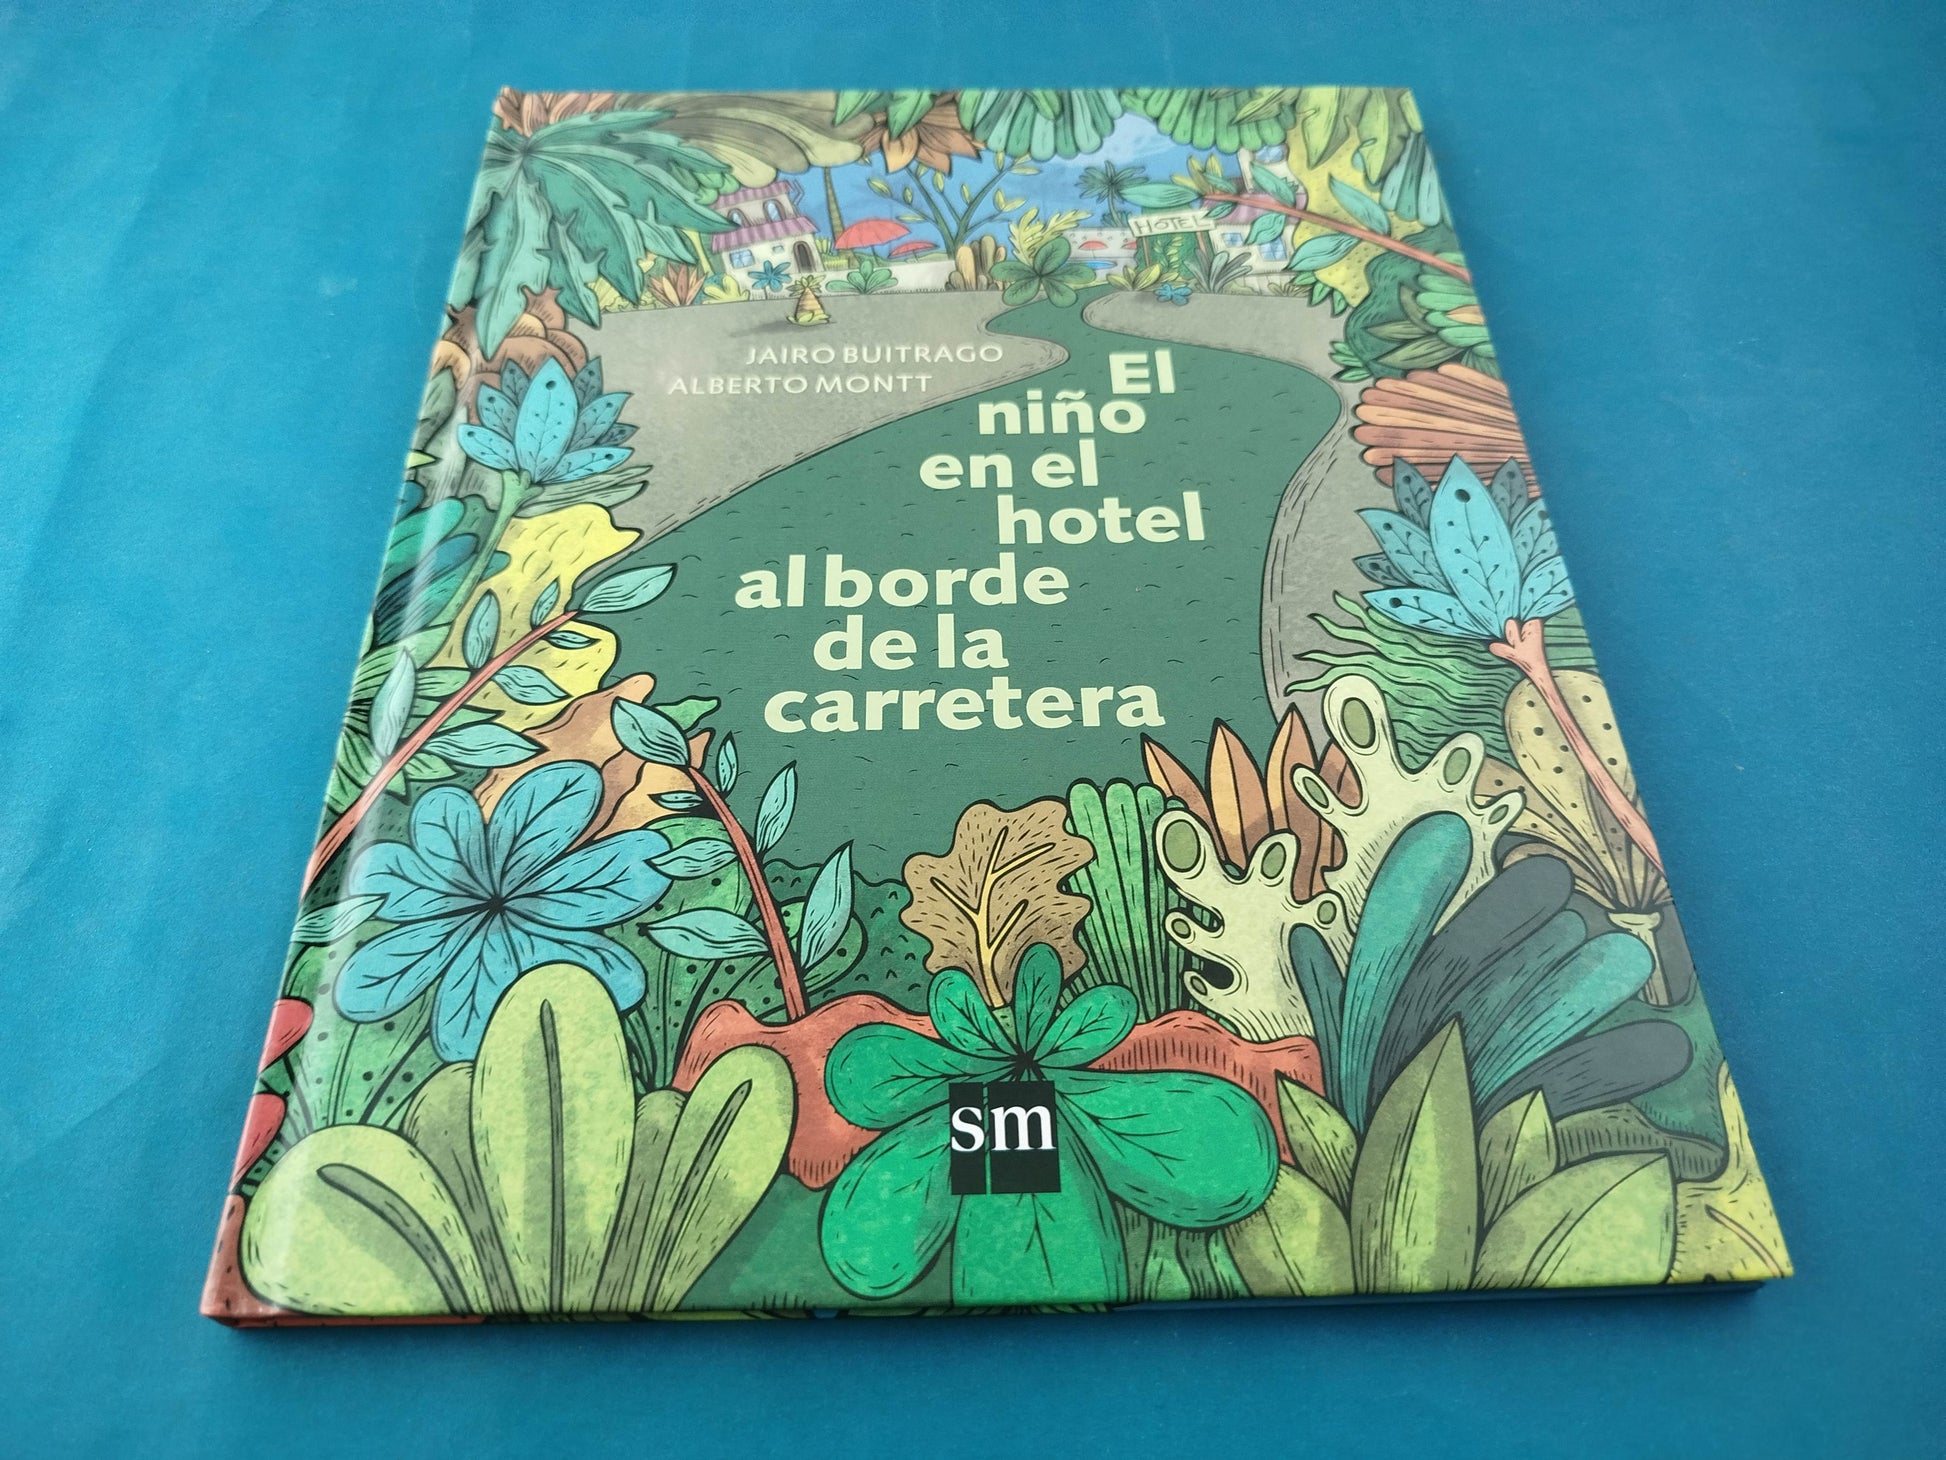 HOTEL
JAIRO BUITRAGO
ALBERTO MONTT
El
niño
en el
hotel
al borde
de la
carretera
sm